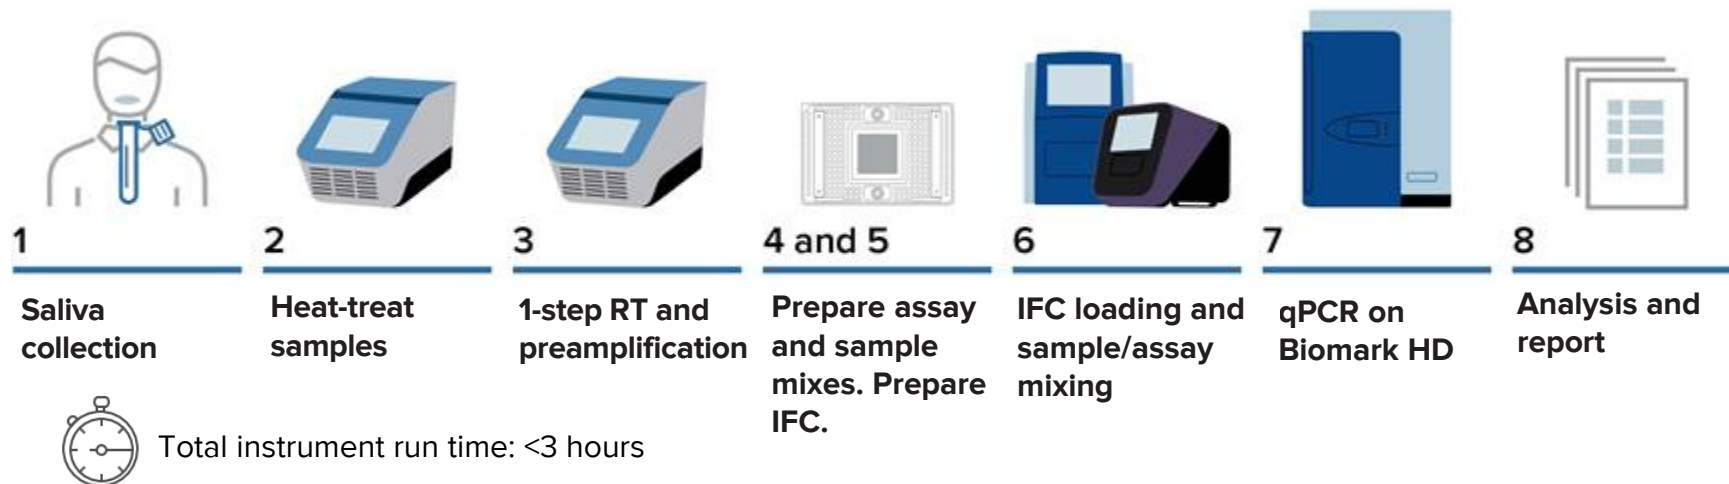 1
Saliva
collection
2
Heat-treat
samples
3
1-step RT and
preamplification
4 and 5
Prepare assay
and sample
mixes. Prepare
IFC.
6
IFC loading and
sample/assay
mixing
7
qPCR on
Biomark HD
8
Analysis and
report
Total instrument run time: <3 hours